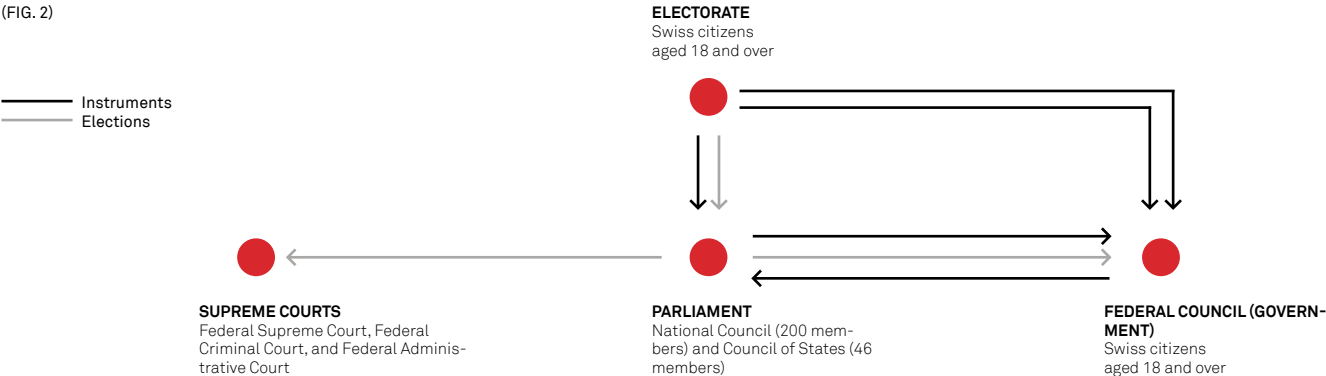 (FIG. 2)
Instruments
Elections
ELECTORATE
Swiss citizens
aged 18 and over
SUPREME COURTS
Federal Supreme Court, Federal
Criminal Court, and Federal Adminis-
trative Court
PARLIAMENT
National Council (200 mem-
bers) and Council of States (46
members)
FEDERAL COUNCIL (GOVERN-
MENT)
Swiss citizens
aged 18 and over